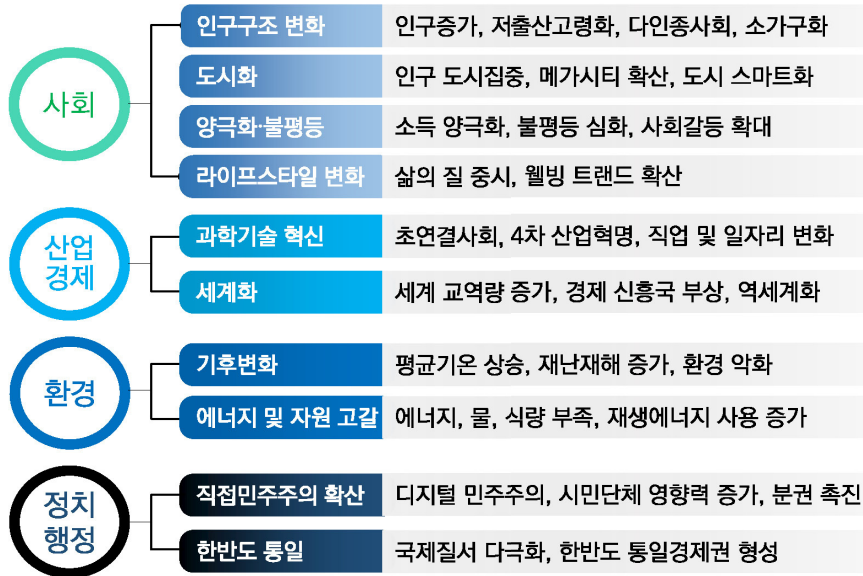 사회
인구구조 변화 인구증가, 저출산고령화, 다인종사회, 소가구화
도시화 인구 도시집중, 메가시티 확산, 도시 스마트화
양극화·불평등 소득 양극화, 불평등 심화, 사회갈등 확대
라이프스타일 변화 삶의 질 중시, 웰빙 트랜드 확산
산업
경제
과학기술 혁신 초연결사회, 4차 산업혁명, 직업 및 일자리 변화
세계화 세계 교역량 증가, 경제 신흥국 부상, 역세계화
환경
기후변화 평균기온 상승, 재난재해 증가, 환경 악화
에너지 및 자원 고갈 에너지, 물, 식량 부족, 재생에너지 사용 증가
정치
행정
직접민주주의 확산 디지털 민주주의, 시민단체 영향력 증가, 분권 촉진
한반도 통일 국제질서 다극화, 한반도 통일경제권 형성